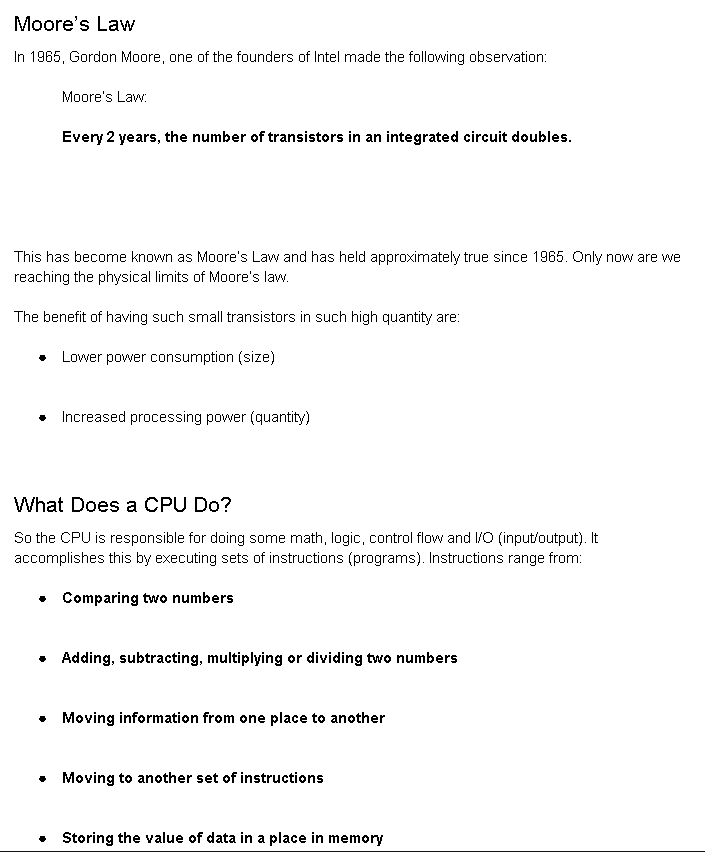 Moore's Law
In 1965, Gordon Moore, one of the founders of Intel made the following observation:
Moore's Law:
Every 2 years, the number of transistors in an integrated circuit doubles.
This has become known as Moore's Law and has held approximately true since 1965. Only now are we
reaching the physical limits of Moore's law.
The benefit of having such small transistors in such high quantity are:
● Lower power consumption (size)
● Increased processing power (quantity)
What Does a CPU Do?
So the CPU is responsible for doing some math, logic, control flow and I/O (input/output). It
accomplishes this by executing sets of instructions (programs). Instructions range from:
● Comparing two numbers
● Adding, subtracting, multiplying or dividing two numbers
● Moving information from one place to another
● Moving to another set of instructions
● Storing the value of data in a place in memory